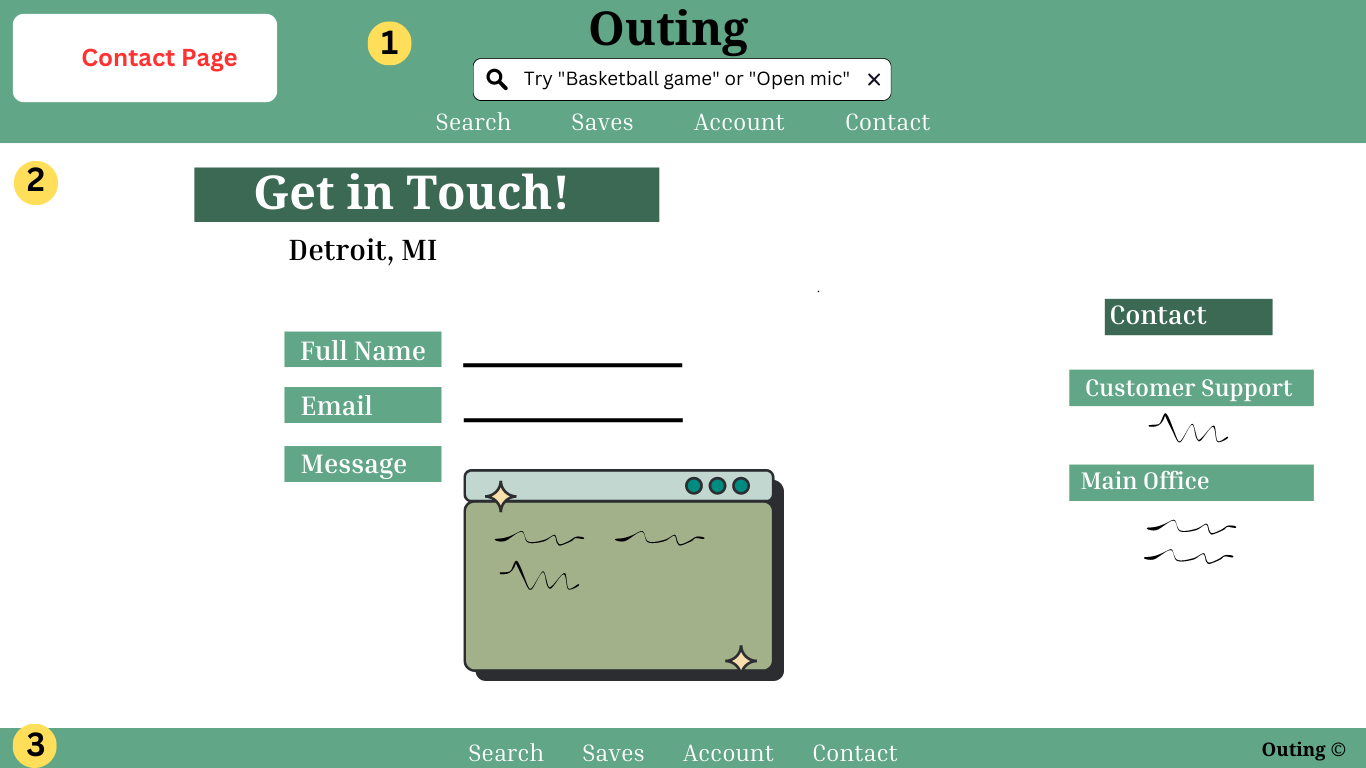 Contact Page
1
Outing
Try "Basketball game" or "Open mic" ×
Search Saves Account Contact
2
Get in Touch!
Detroit, MI
Contact
Full Name
Customer Support
Email
Message
Main Office
3
Search Saves Account Contact
Outing ©